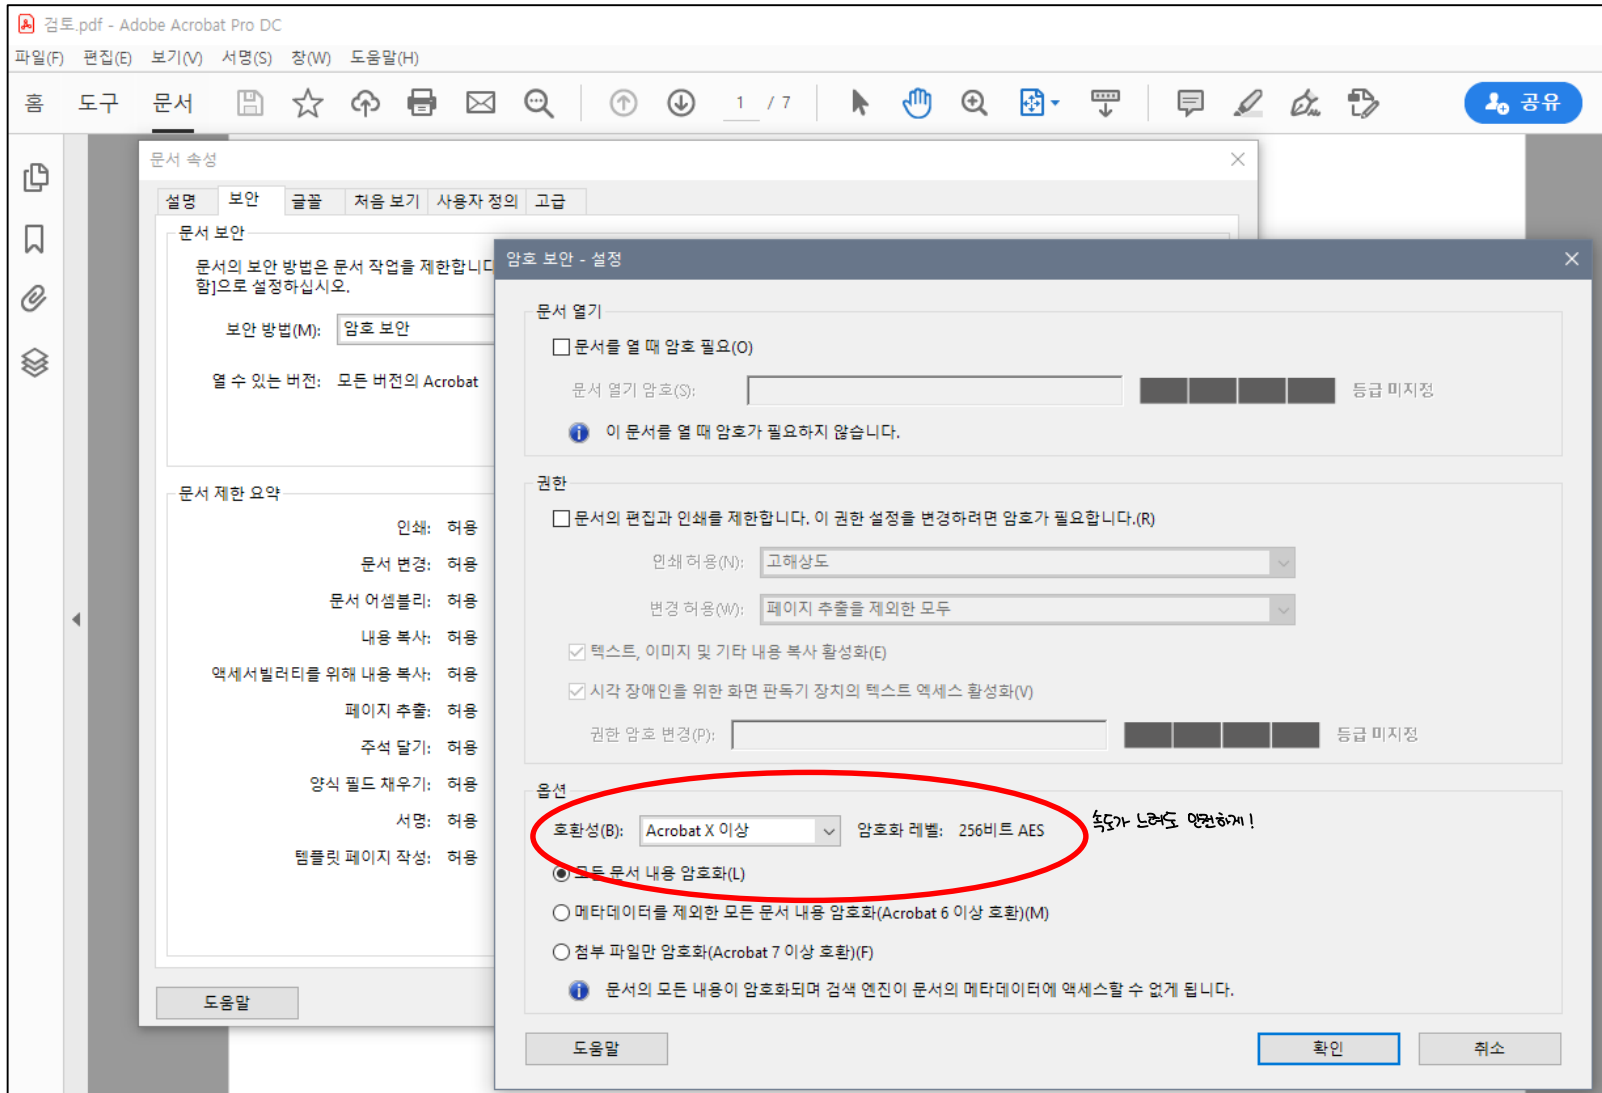 검토.pdf - Adobe Acrobat Pro DC
파일(F) 편집(E) 보기(V) 서명(S) 창(W) 도움말(H)
홈 도구 문서 1 / 7 공유
문서 속성
설명 보안 글꼴 처음 보기 사용자 정의 고급
문서 보안
문서의 보안 방법은 문서 작업을 제한합니다
함]으로 설정하십시오.
보안 방법(M): 암호 보안
열 수 있는 버전: 모든 버전의 Acrobat
문서 제한 요약
인쇄: 허용
문서 변경: 허용
문서 어셈블리: 허용
내용 복사: 허용
액세서빌러티를 위해 내용 복사: 허용
페이지 추출: 허용
주석 달기: 허용
양식 필드 채우기: 허용
서명: 허용
템플릿 페이지 작성: 허용
도움말
암호 보안 - 설정
문서 열기
문서를 열 때 암호 필요(O)
문서 열기 암호(S): 등급 미지정
이 문서를 열 때 암호가 필요하지 않습니다.
권한
문서의 편집과 인쇄를 제한합니다. 이 권한 설정을 변경하려면 암호가 필요합니다.(R)
인쇄 허용(N): 고해상도
변경 허용(W): 페이지 추출을 제외한 모두
텍스트, 이미지 및 기타 내용 복사 활성화(E)
시각 장애인을 위한 화면 판독기 장치의 텍스트 엑세스 활성화(V)
권한 암호 변경(P): 등급 미지정
옵션
호환성(B): Acrobat X 이상 암호화 레벨: 256비트 AES
속도가 느려도 안전하게!
모든 문서 내용 암호화(L)
메타데이터를 제외한 모든 문서 내용 암호화(Acrobat 6 이상 호환)(M)
첨부 파일만 암호화(Acrobat 7 이상 호환)(F)
문서의 모든 내용이 암호화되며 검색 엔진이 문서의 메타데이터에 액세스할 수 없게 됩니다.
도움말 확인 취소